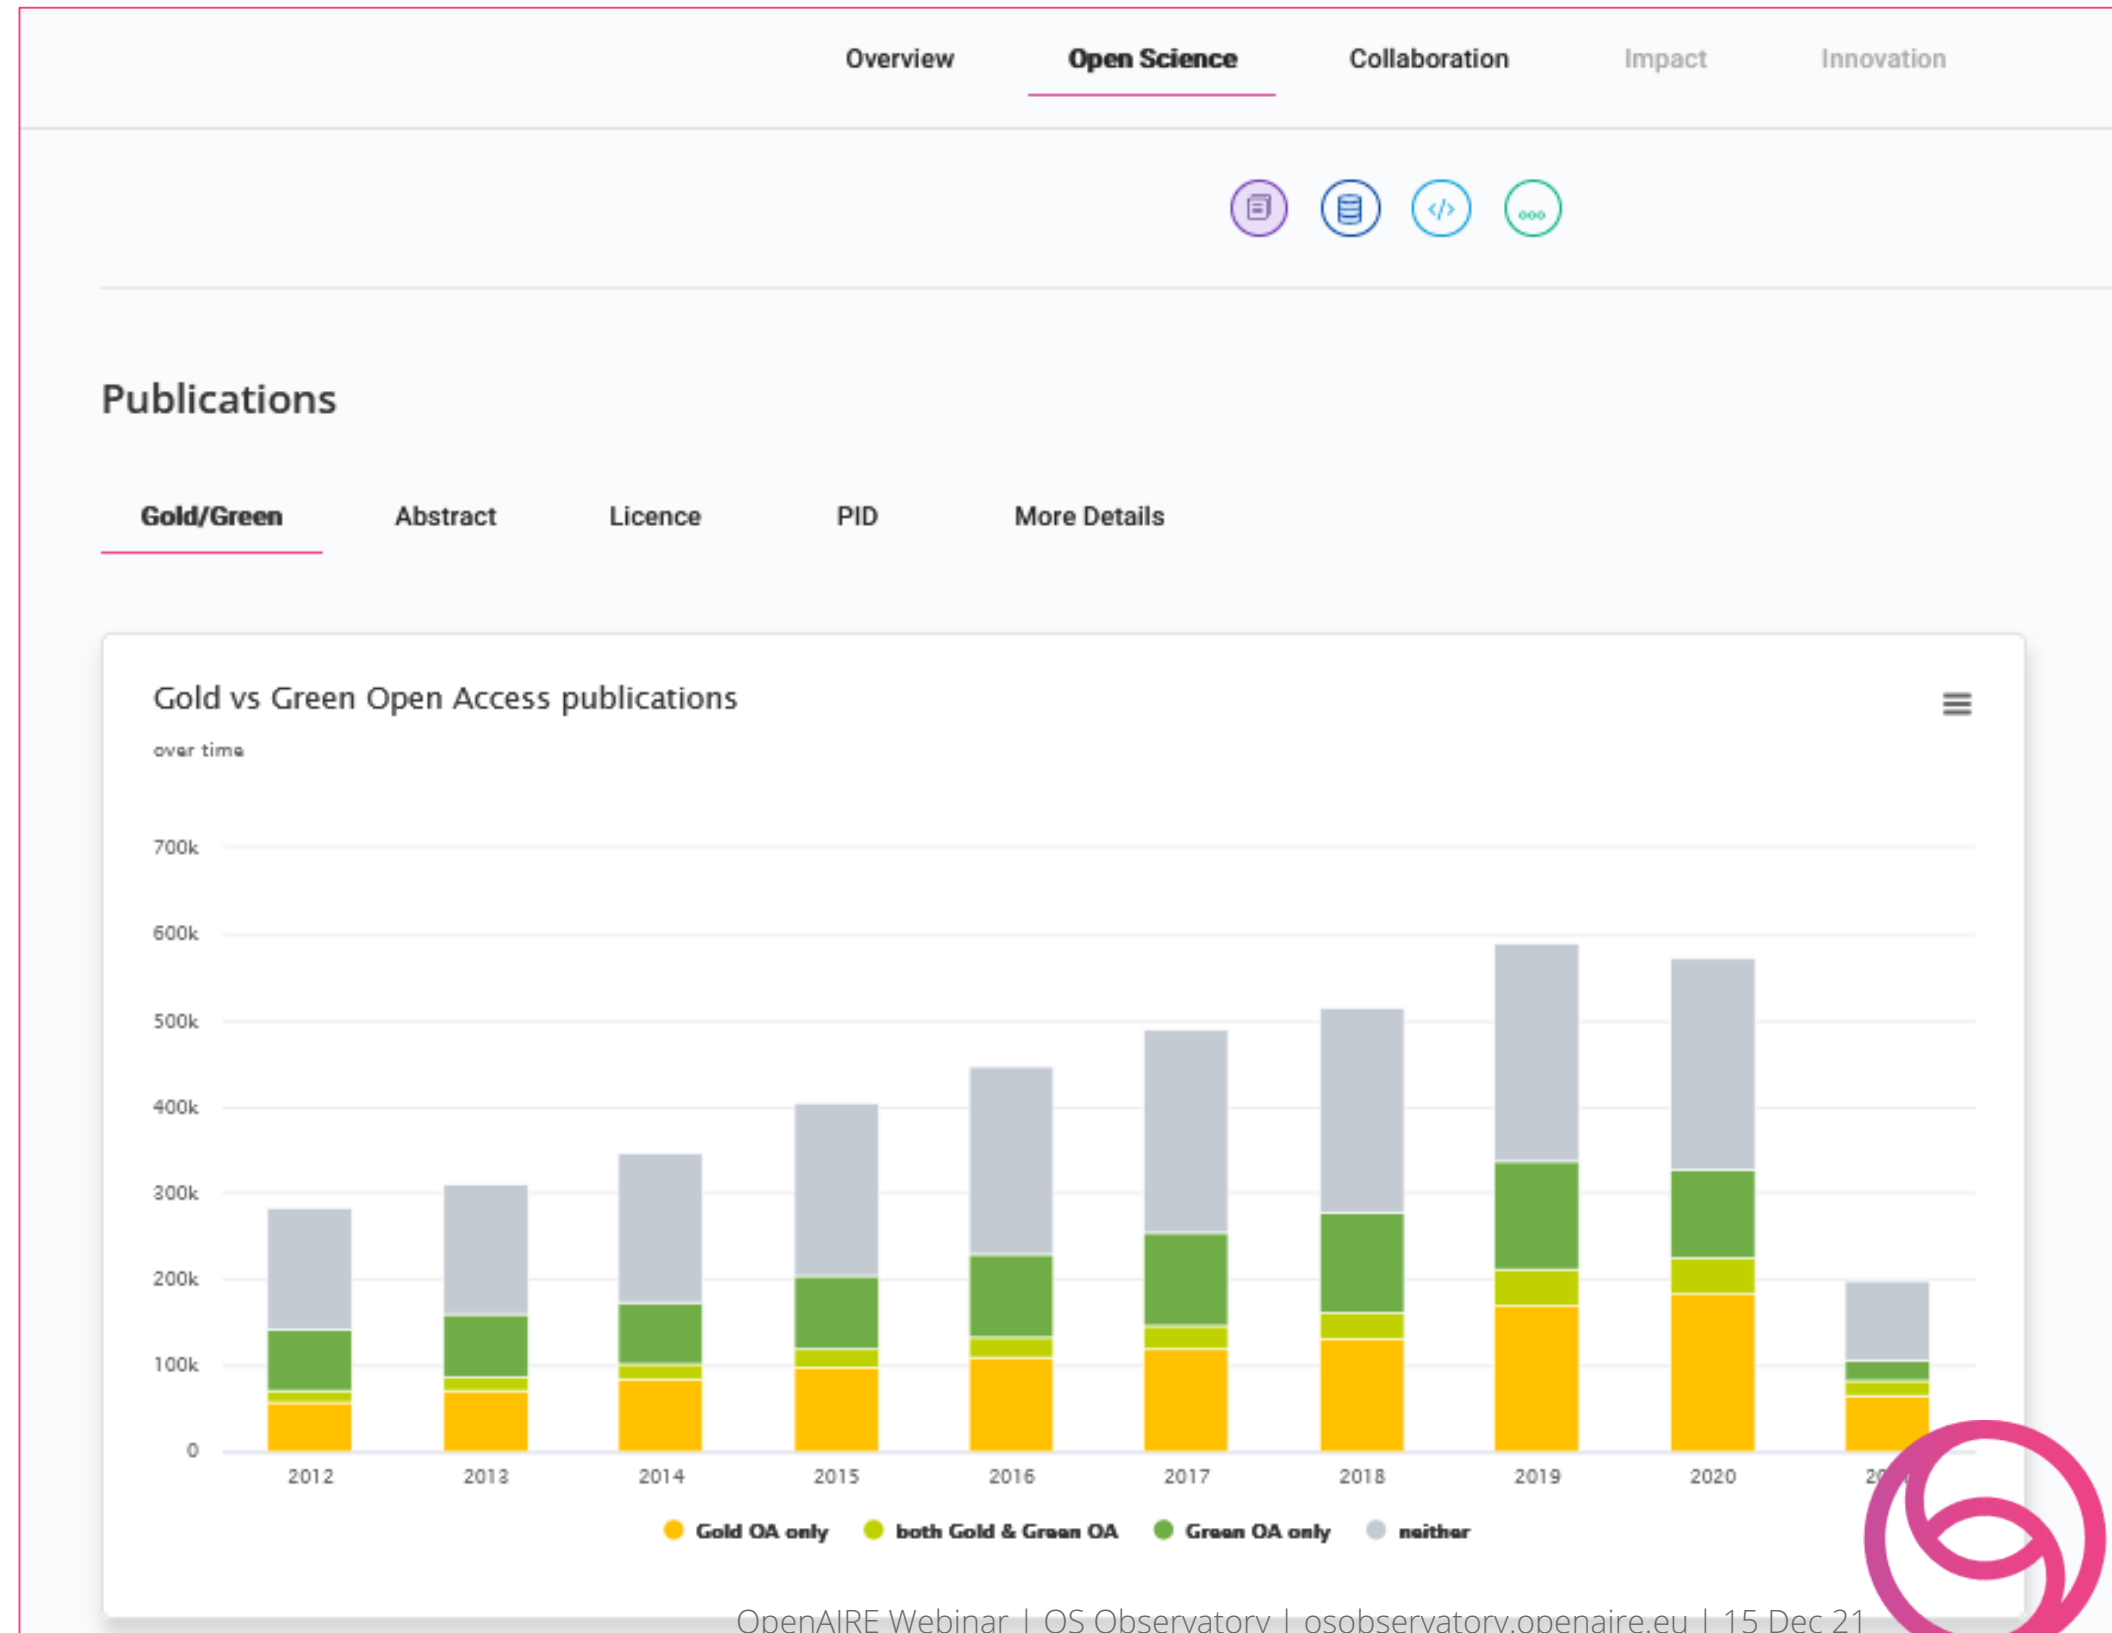 Overview Open Science Collaboration Impact Innovation
Publications
Gold/Green Abstract Licence PID More Details
Gold vs Green Open Access publications
over time
700k
600k
500k
400k
300k
200k
100k
0
2012 2013 2014 2015 2016 2017 2018 2019 2020
Gold OA only both Gold & Green OA Green OA only neither
OpenAIRE Webinar | OS Observatory | osobservatory.openaire.eu | 15 Dec 21